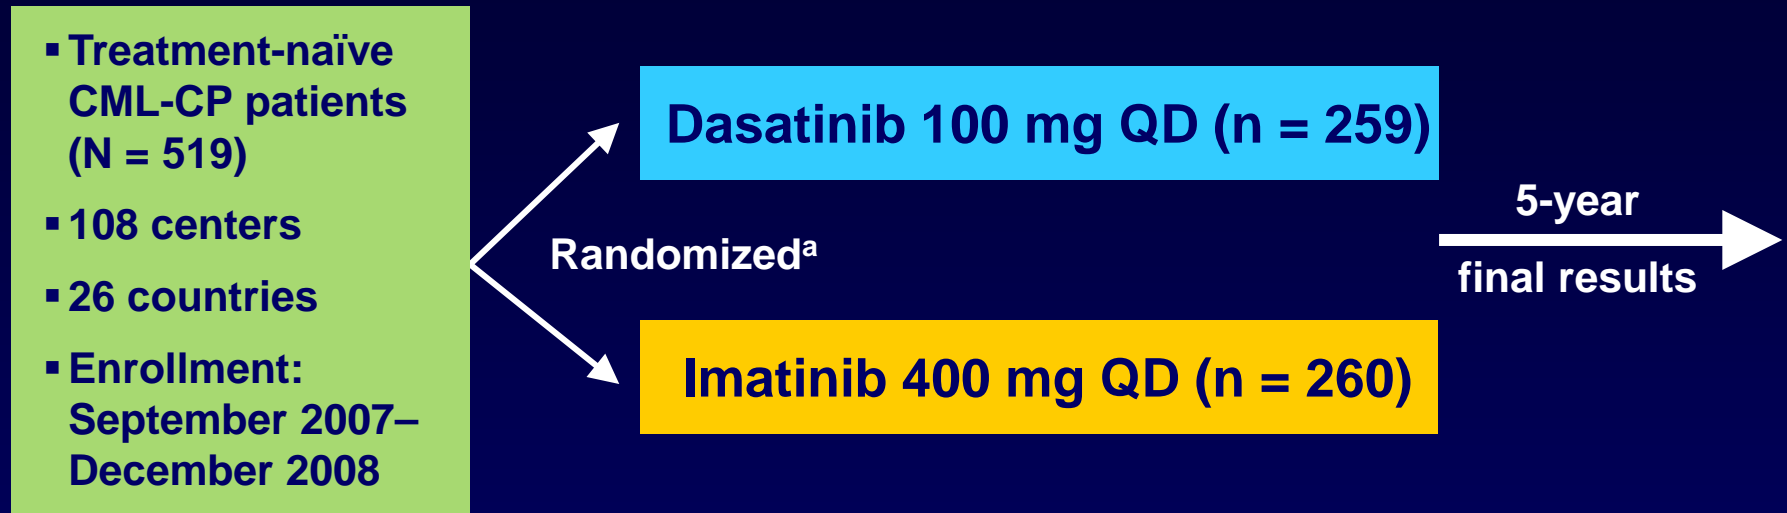 ▪ Treatment-naïve
CML-CP patients
(N = 519)
▪ 108 centers
▪ 26 countries
▪ Enrollment:
September 2007–
December 2008
Randomizedᵃ
Dasatinib 100 mg QD (n = 259)
Imatinib 400 mg QD (n = 260)
5-year
final results